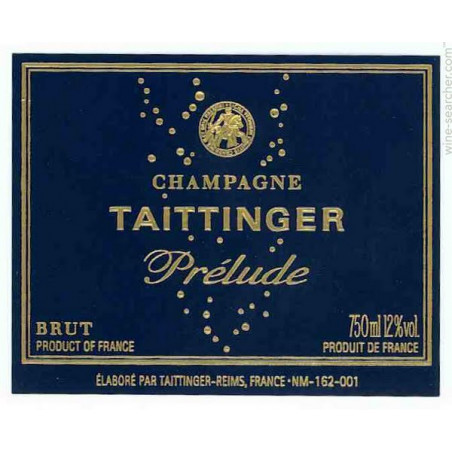 CHAMPAGNE
TAITTINGER
Prélude
BRUT
PRODUCT OF FRANCE
750ml 12%vol.
PRODUIT DE FRANCE
ÉLABORÉ PAR TAITTINGER-REIMS, FRANCE·NM-162-001
wine-searcher.com